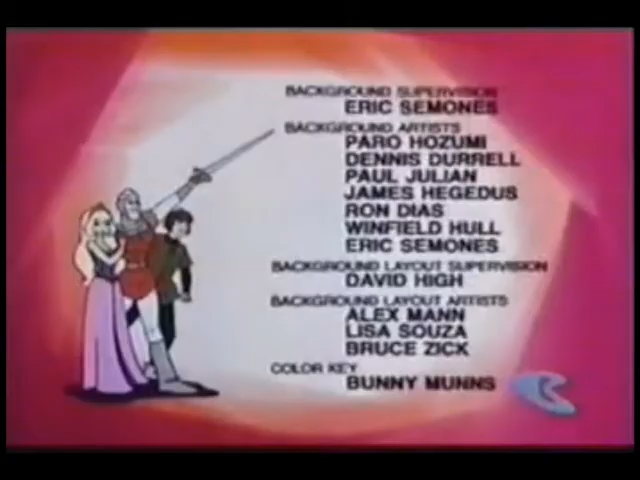 BACKGROUND SUPERVISION
ERIC SEMONES
BACKGROUND ARTISTS
PARO HOZUMI
DENNIS DURRELL
PAUL JULIAN
JAMES HEGEDUS
RON DIAS
WINFIELD HULL
ERIC SEMONES
BACKGROUND LAYOUT SUPERVISION
DAVID HIGH
BACKGROUND LAYOUT ARTISTS
ALEX MANN
LISA SOUZA
BRUCE ZICK
COLOR KEY
BUNNY MUNNS